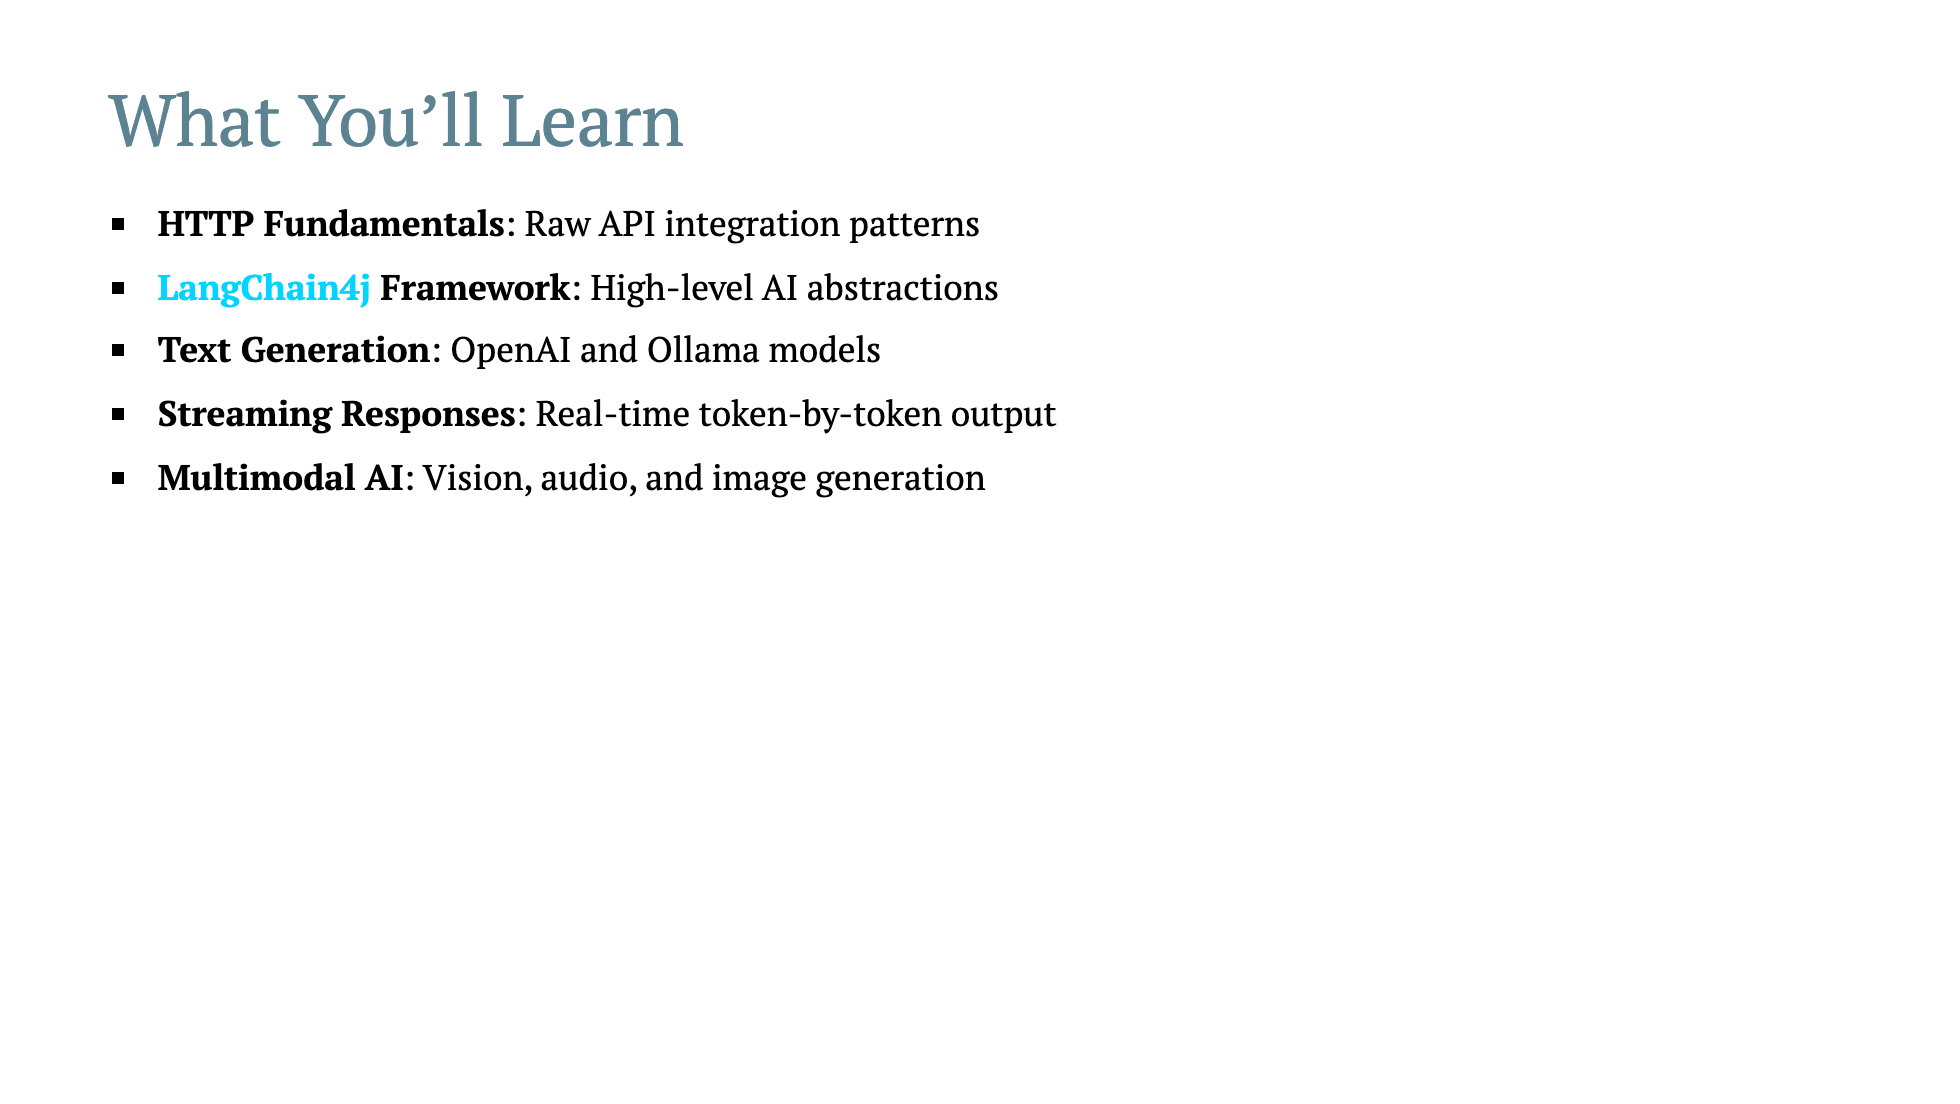 What You’ll Learn
▪ HTTP Fundamentals: Raw API integration patterns
▪ LangChain4j Framework: High-level AI abstractions
▪ Text Generation: OpenAI and Ollama models
▪ Streaming Responses: Real-time token-by-token output
▪ Multimodal AI: Vision, audio, and image generation